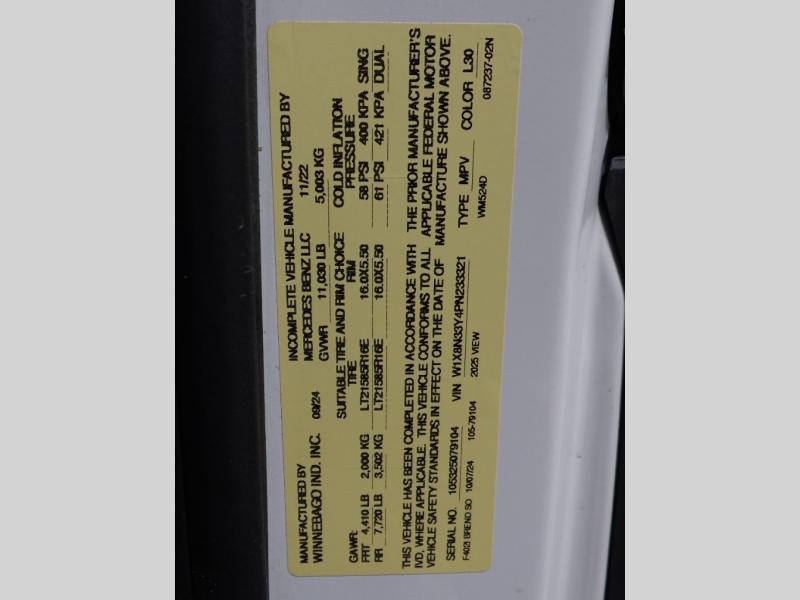 MANUFACTURED BY INCOMPLETE VEHICLE MANUFACTURED BY
WINNEBAGO IND. INC. 09/24 MERCEDES BENZ LLC 11/22
GVWR 11,030 LB 5,003 KG
SUITABLE TIRE AND RIM CHOICE COLD INFLATION
GAWR: TIRE RIM PRESSURE
FRT 4,410 LB 2,000 KG LT21585R16E 16.0X5.50 58 PSI 400 KPA SING
RR 7,720 LB 3,502 KG LT21585R16E 16.0X5.50 61 PSI 421 KPA DUAL
THIS VEHICLE HAS BEEN COMPLETED IN ACCORDANCE WITH THE PRIOR MANUFACTURER'S
IVD, WHERE APPLICABLE. THIS VEHICLE CONFORMS TO ALL APPLICABLE FEDERAL MOTOR
VEHICLE SAFETY STANDARDS IN EFFECT ON THE DATE OF MANUFACTURE SHOWN ABOVE.
SERIAL NO. 105325079104 VIN W1X8N33Y4PN233321 TYPE MPV COLOR L30
F402I BREND SO 10/07/24 105-79104 2025 VIEW WM524D 087237-02N